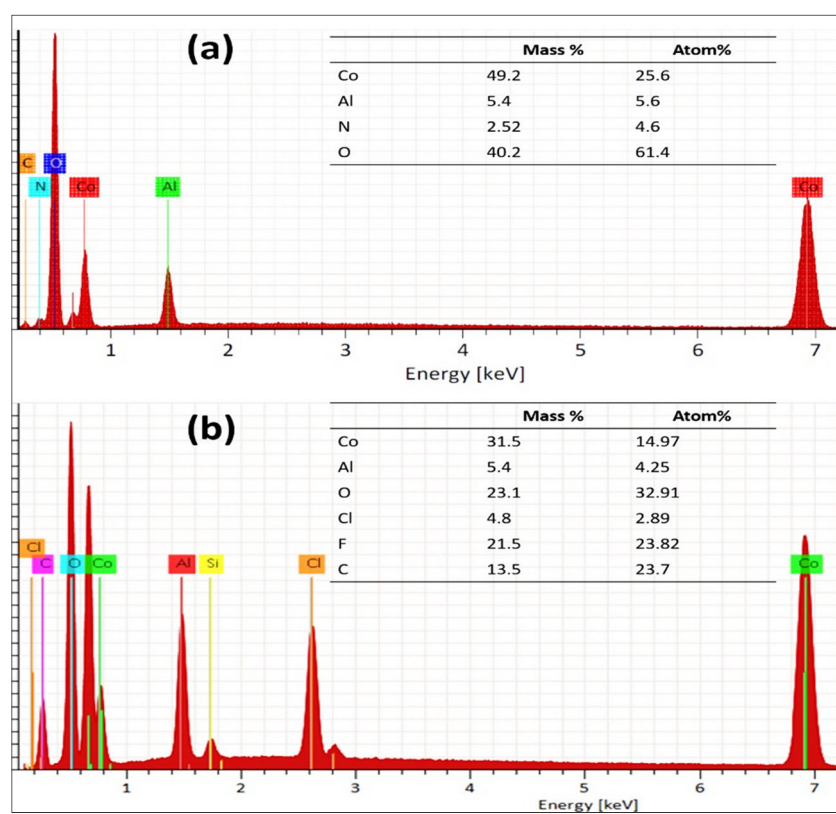 (a)
Mass % Atom%
Co 49.2 25.6
Al 5.4 5.6
N 2.52 4.6
O 40.2 61.4
C O
N Co Al Co
1 2 3 4 5 6 7
Energy [keV]
(b)
Mass % Atom%
Co 31.5 14.97
Al 5.4 4.25
O 23.1 32.91
Cl 4.8 2.89
F 21.5 23.82
C 13.5 23.7
Cl
C O Co Al Si Cl Co
1 2 3 4 5 6 7
Energy [keV]